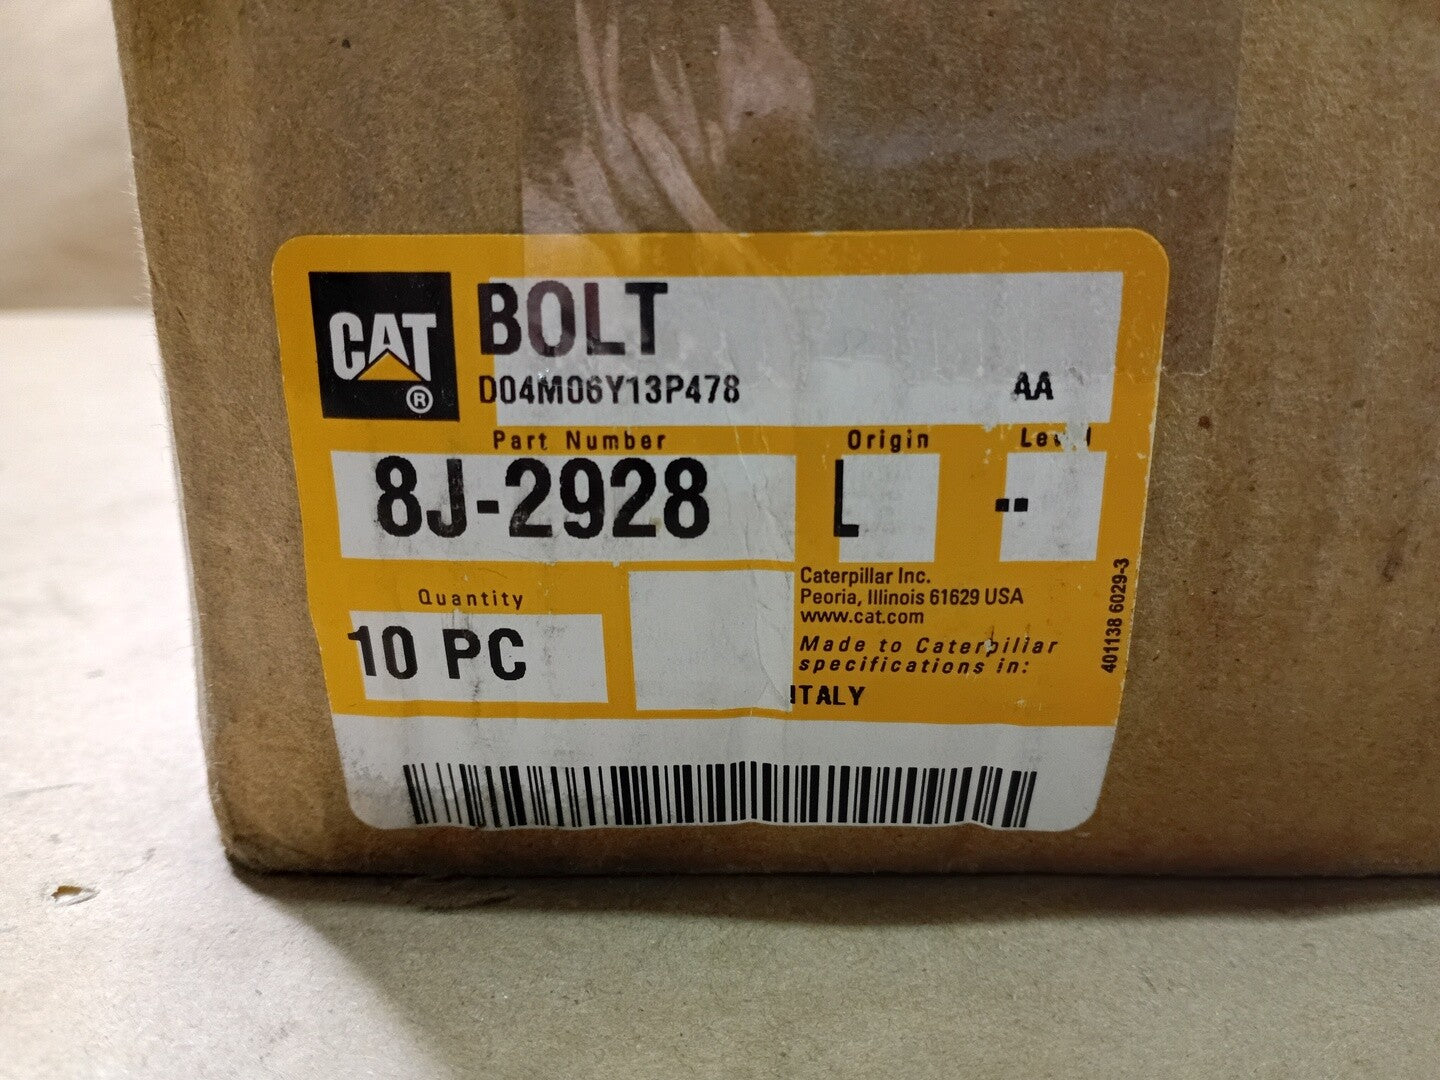 CAT
®
BOLT
D04M06Y13P478 AA
Part Number Origin Level
8J-2928 L --
Quantity
10 PC
Caterpillar Inc.
Peoria, Illinois 61629 USA
www.cat.com
Made to Caterpillar
specifications in:
ITALY
401138 6029-3